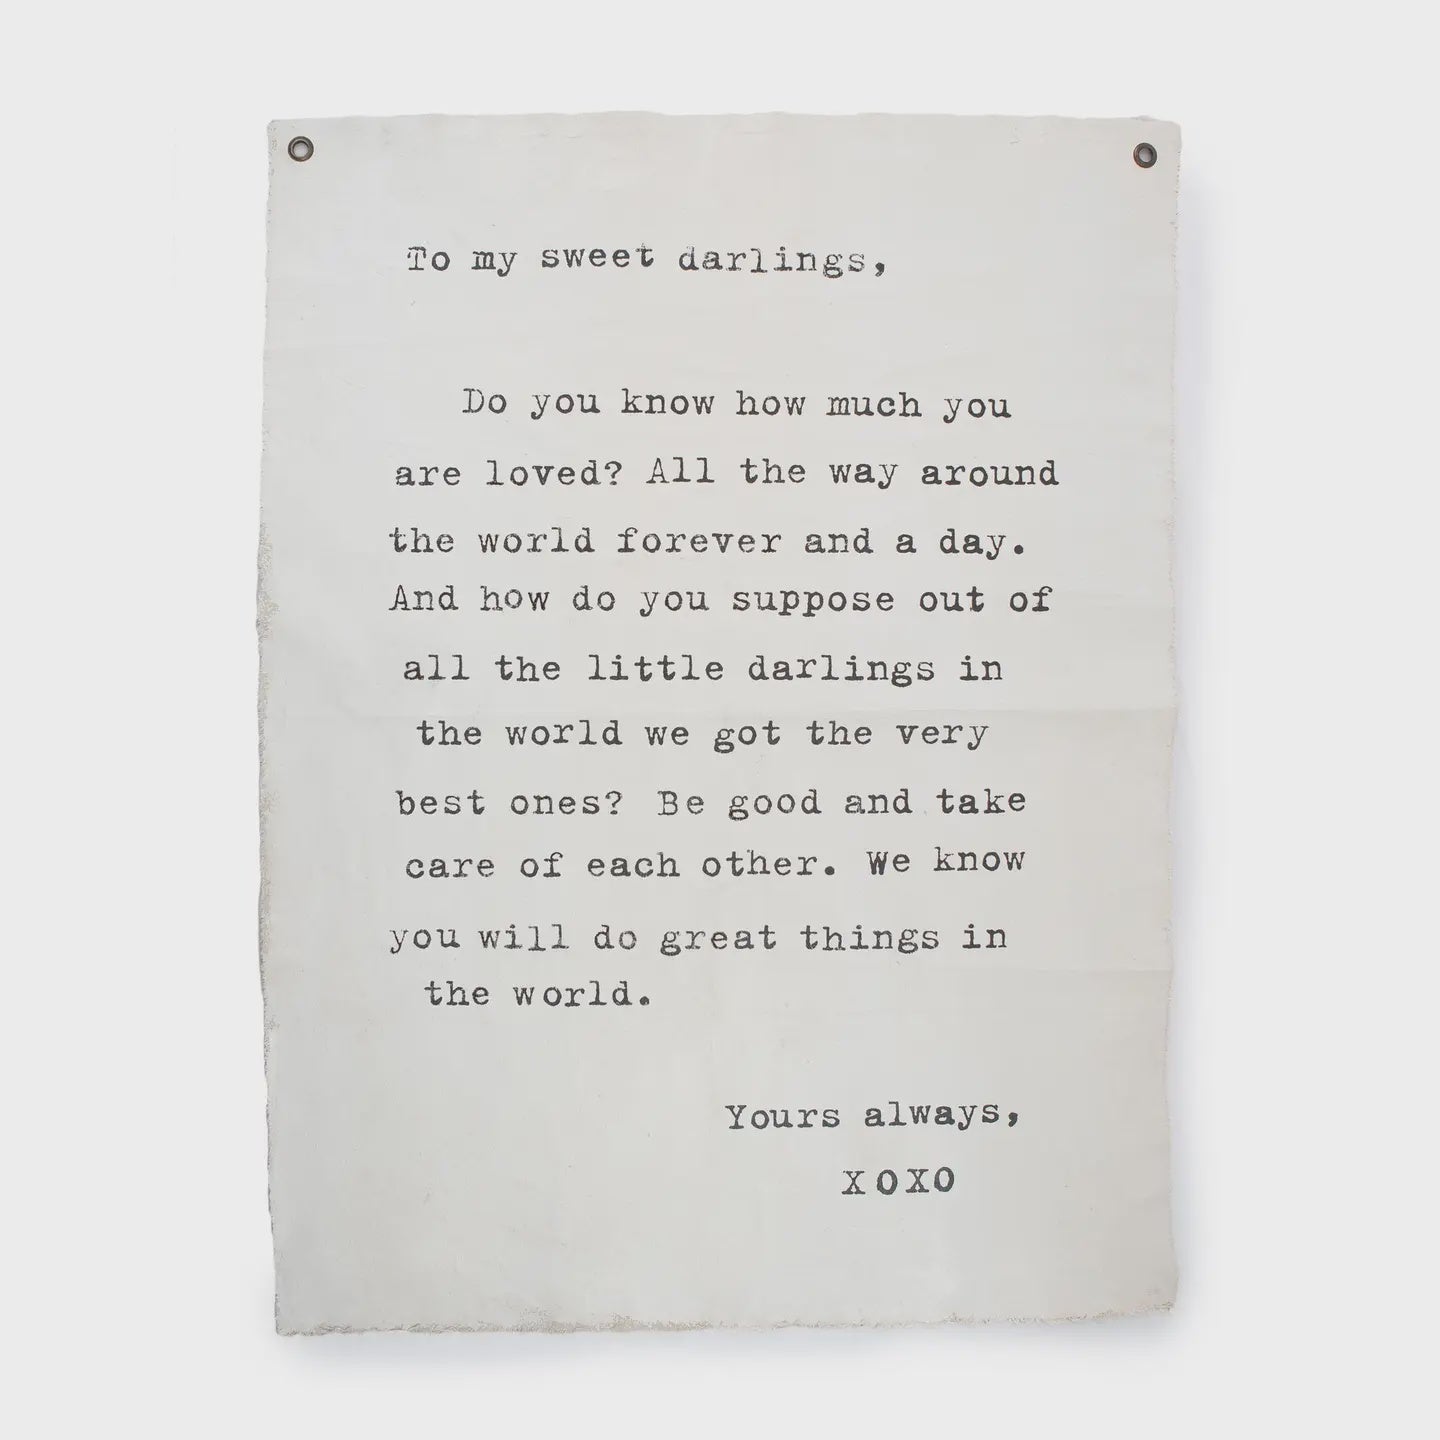 To my sweet darlings,
Do you know how much you
are loved? All the way around
the world forever and a day.
And how do you suppose out of
all the little darlings in
the world we got the very
best ones? Be good and take
care of each other. We know
you will do great things in
the world.
Yours always,
XOXO